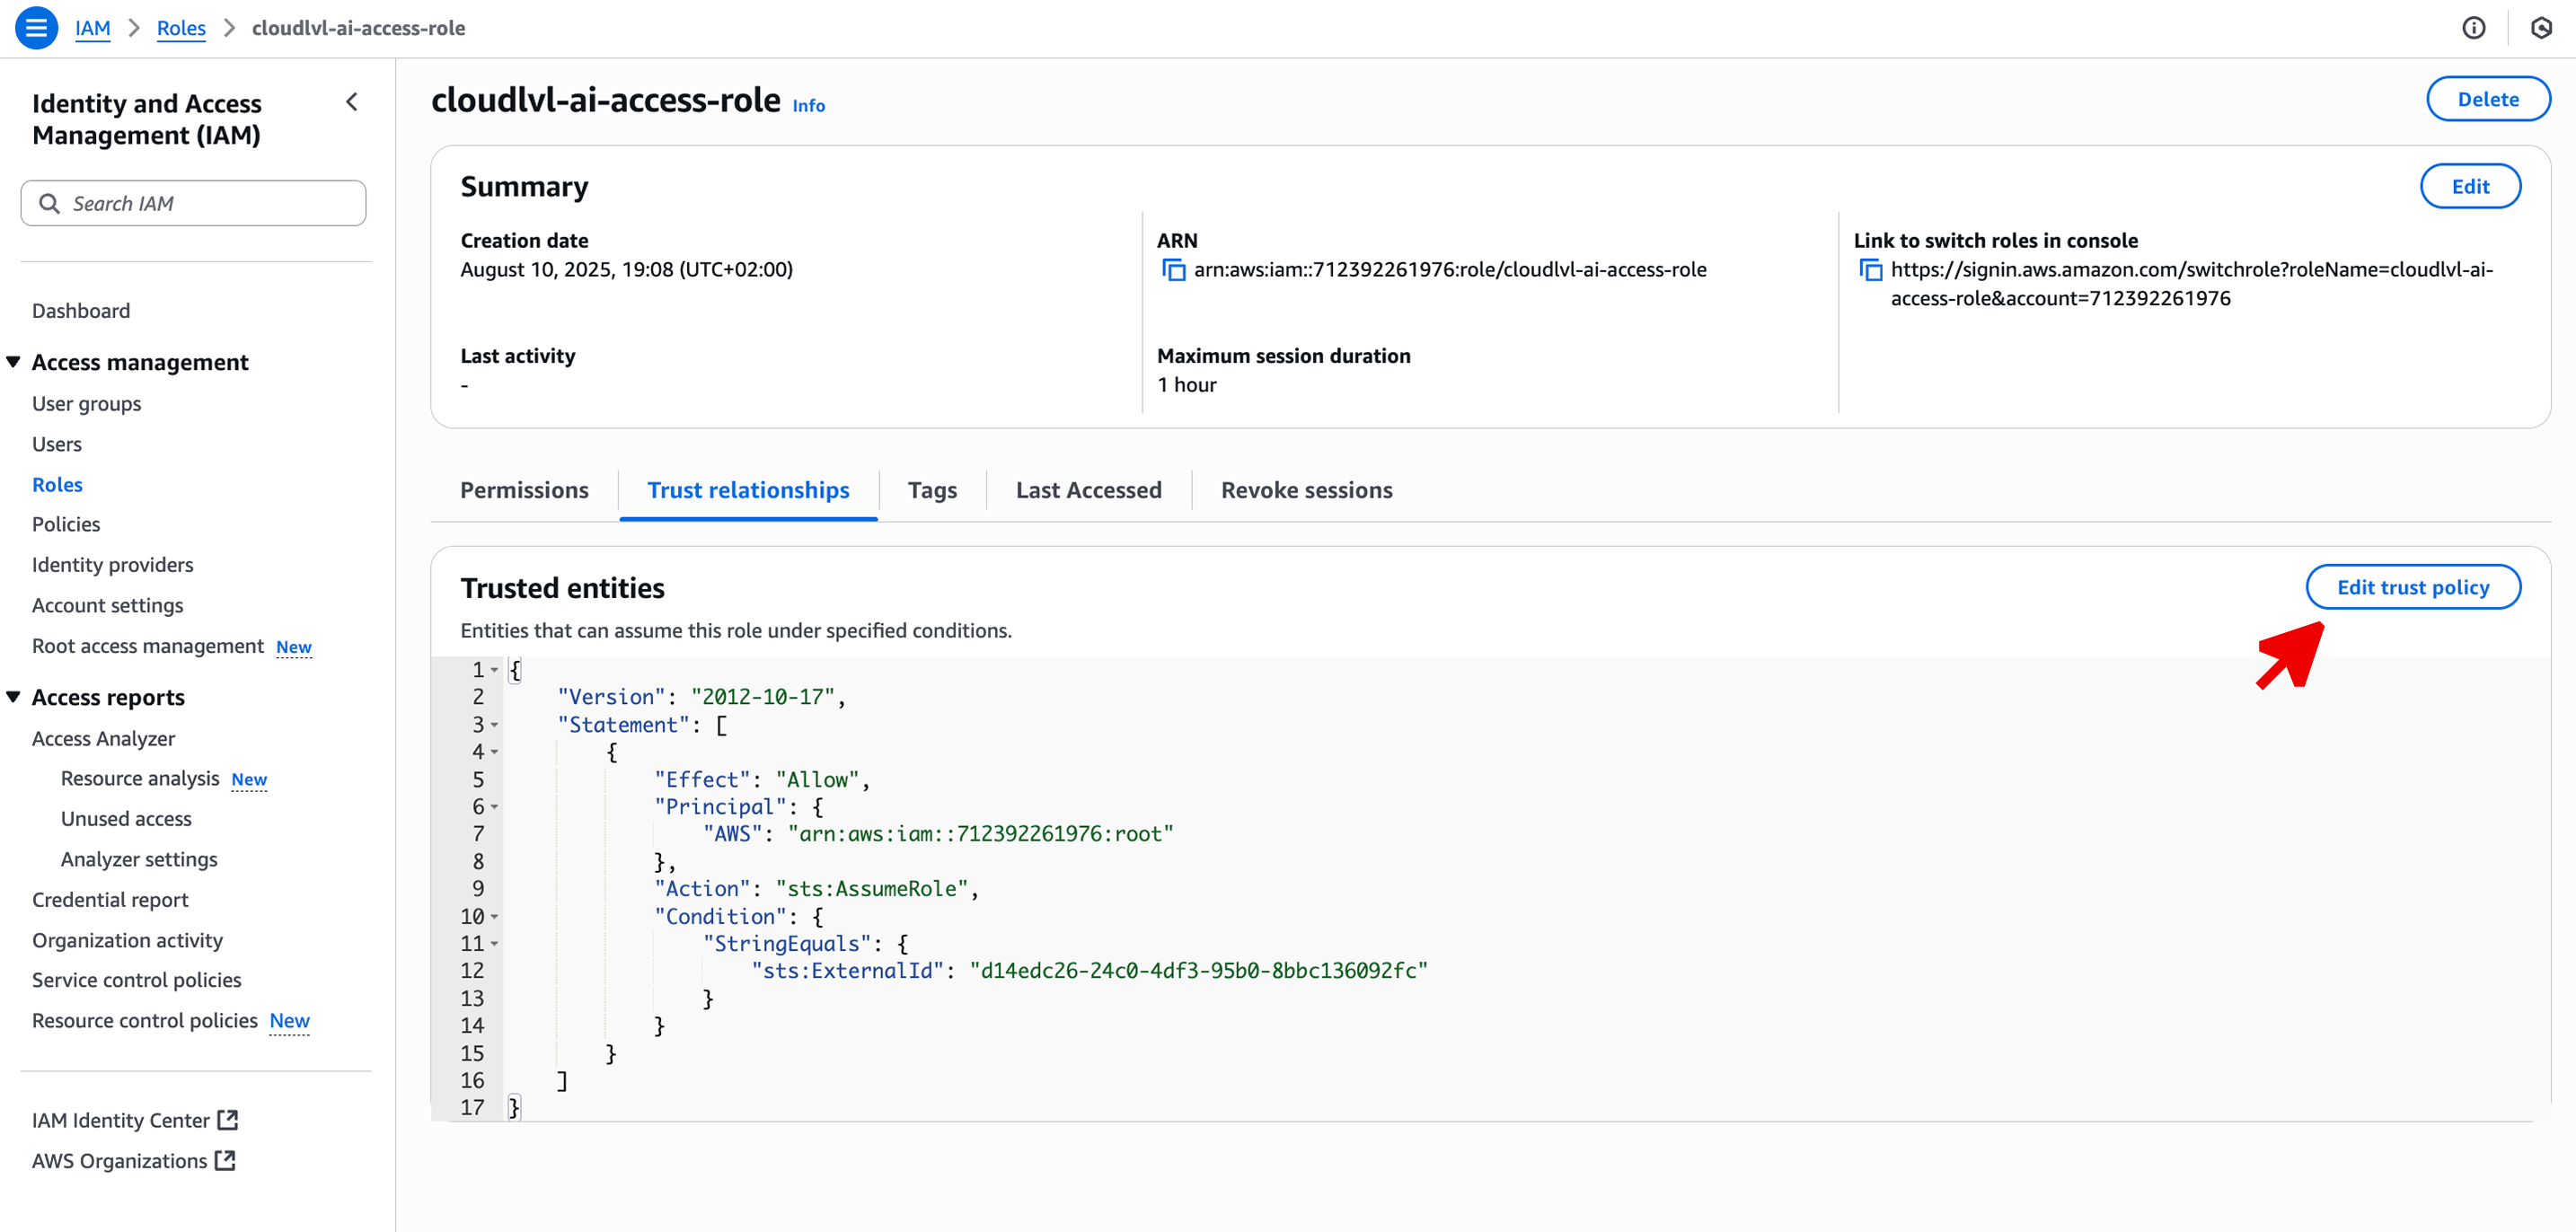 IAM > Roles > cloudlvl-ai-access-role
Identity and Access
Management (IAM)
Search IAM
Dashboard
Access management
User groups
Users
Roles
Policies
Identity providers
Account settings
Root access management New
Access reports
Access Analyzer
Resource analysis New
Unused access
Analyzer settings
Credential report
Organization activity
Service control policies
Resource control policies New
IAM Identity Center
AWS Organizations
cloudlvl-ai-access-role Info
Delete
Summary
Edit
Creation date
August 10, 2025, 19:08 (UTC+02:00)
ARN
arn:aws:iam::712392261976:role/cloudlvl-ai-access-role
Link to switch roles in console
https://signin.aws.amazon.com/switchrole?roleName=cloudlvl-ai-
access-role&account=712392261976
Last activity
-
Maximum session duration
1 hour
Permissions
Trust relationships
Tags
Last Accessed
Revoke sessions
Trusted entities
Edit trust policy
Entities that can assume this role under specified conditions.
1 {
2     "Version": "2012-10-17",
3     "Statement": [
4         {
5             "Effect": "Allow",
6             "Principal": {
7                 "AWS": "arn:aws:iam::712392261976:root"
8             },
9             "Action": "sts:AssumeRole",
10             "Condition": {
11                 "StringEquals": {
12                     "sts:ExternalId": "d14edc26-24c0-4df3-95b0-8bbc136092fc"
13                 }
14             }
15         }
16     ]
17 }